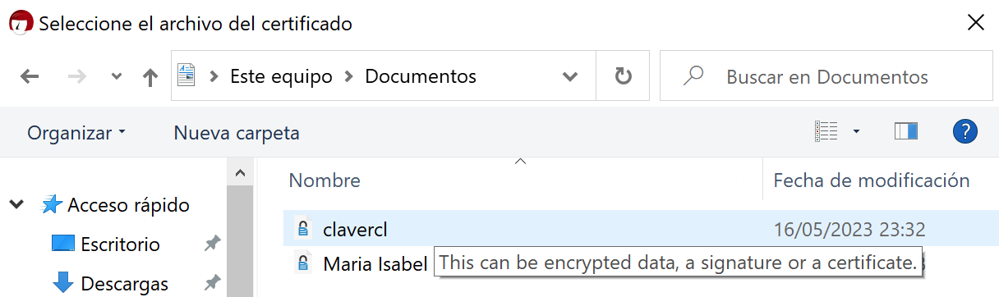 Seleccione el archivo del certificado
Este equipo Documentos
Buscar en Documentos
Organizar
Nueva carpeta
?
Nombre
Fecha de modificación
Acceso rápido
Escritorio
Descargas
clavercl
16/05/2023 23:32
Maria Isabel
This can be encrypted data, a signature or a certificate.